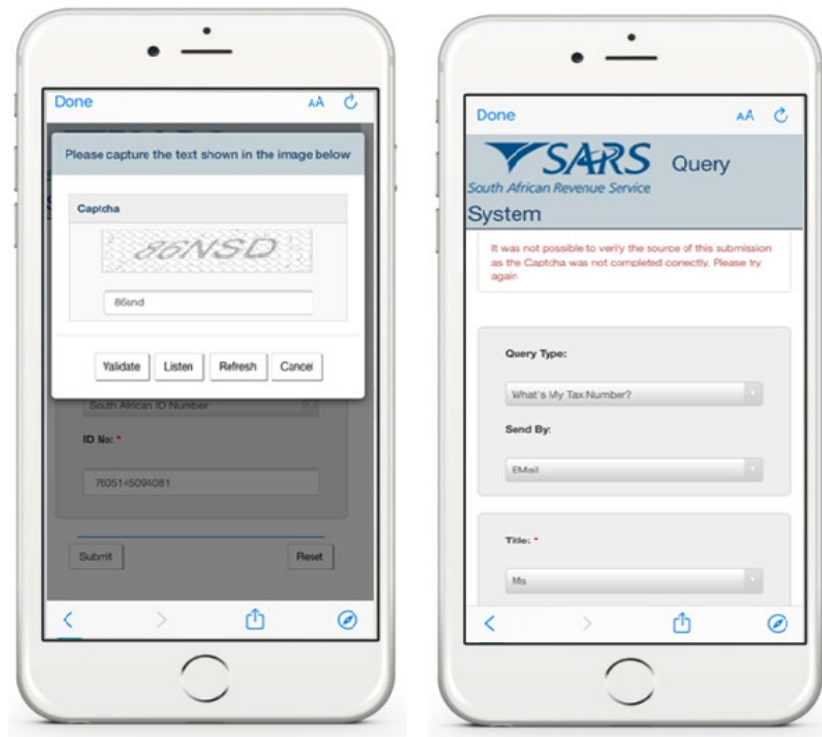 Done
AA
Please capture the text shown in the image below
Captcha
86NSD
86snd
Validate Listen Refresh Cancel
South African ID Number
ID No: *
7605145094081
Submit Reset
Done
AA
SARS Query
South African Revenue Service
System
It was not possible to verify the source of this submission
as the Captcha was not completed correctly. Please try
again
Query Type:
What's My Tax Number?
Send By:
EMail
Title: *
Ms